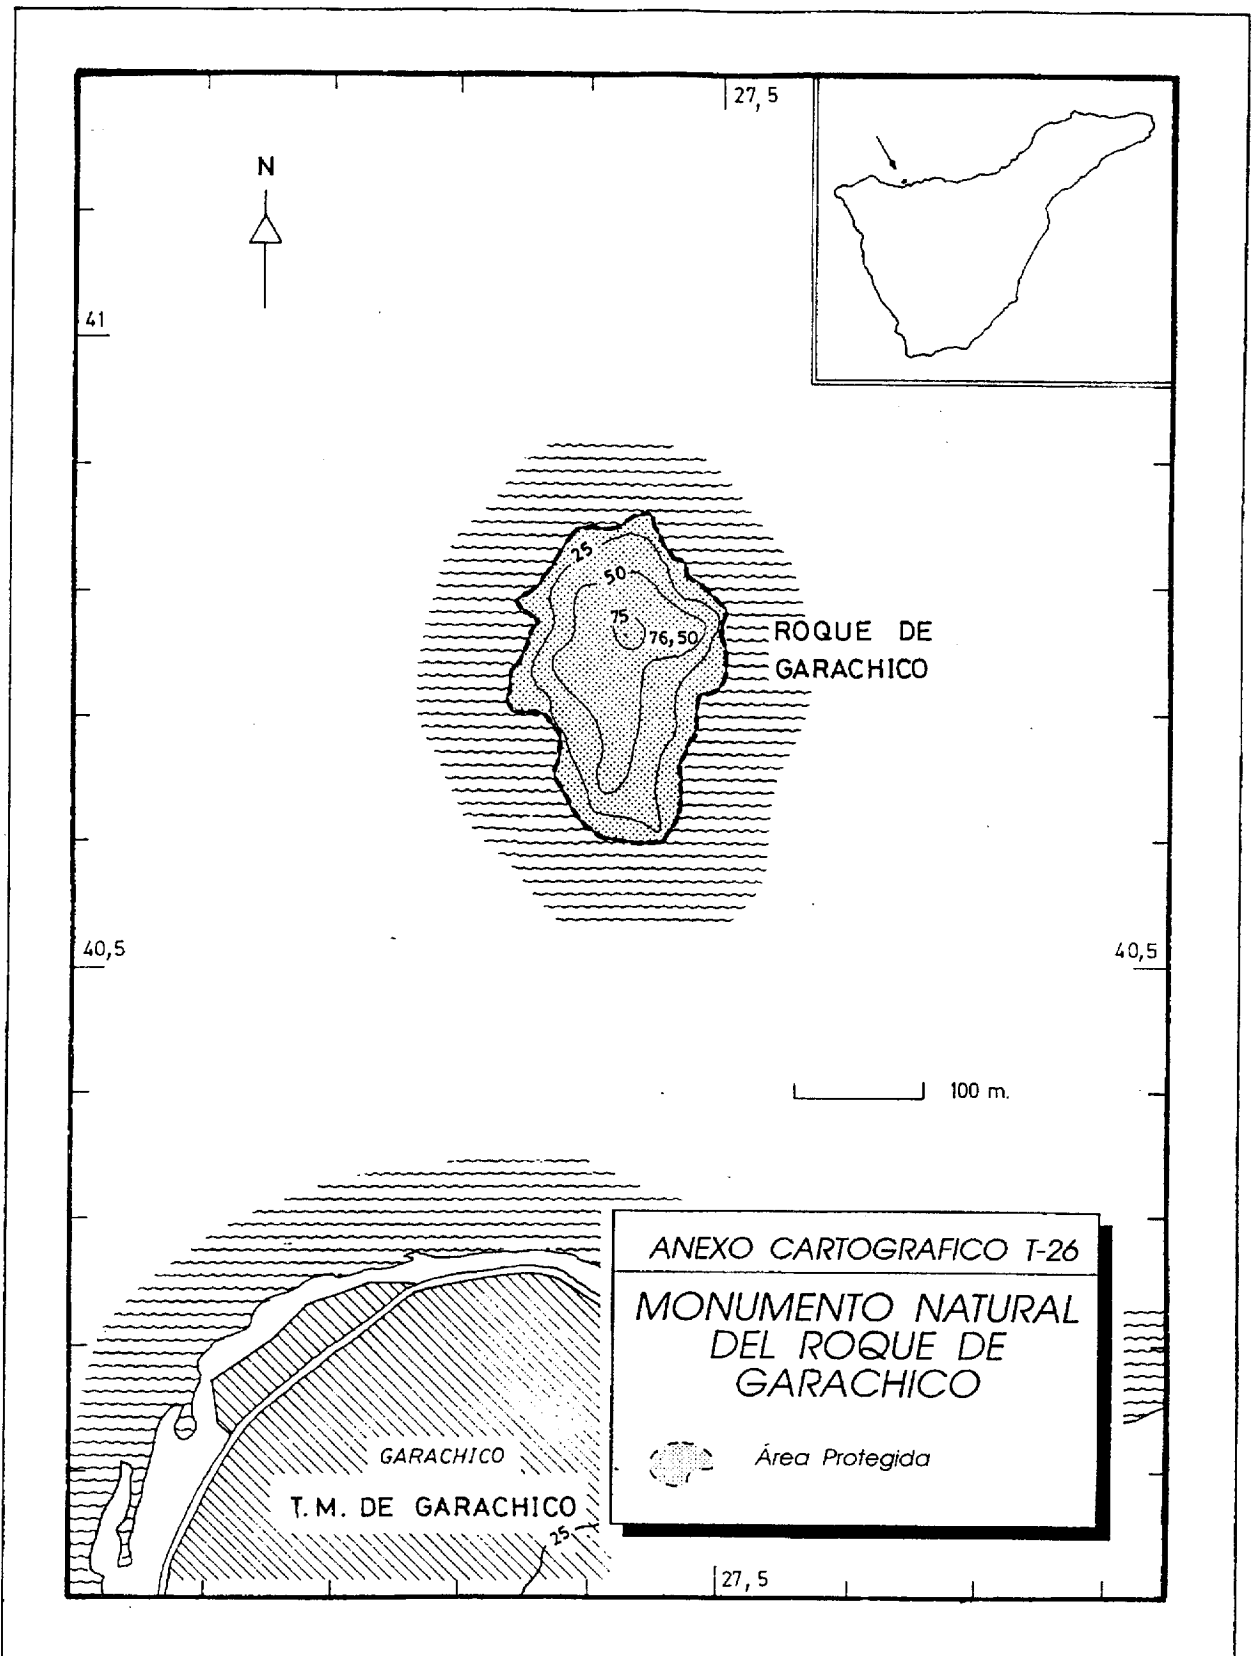 27,5
N
41
25
50
75
76,50
ROQUE DE
GARACHICO
40,5
40,5
100 m.
ANEXO CARTOGRAFICO T-26
MONUMENTO NATURAL
DEL ROQUE DE
GARACHICO
Área Protegida
GARACHICO
T.M. DE GARACHICO
25
27,5